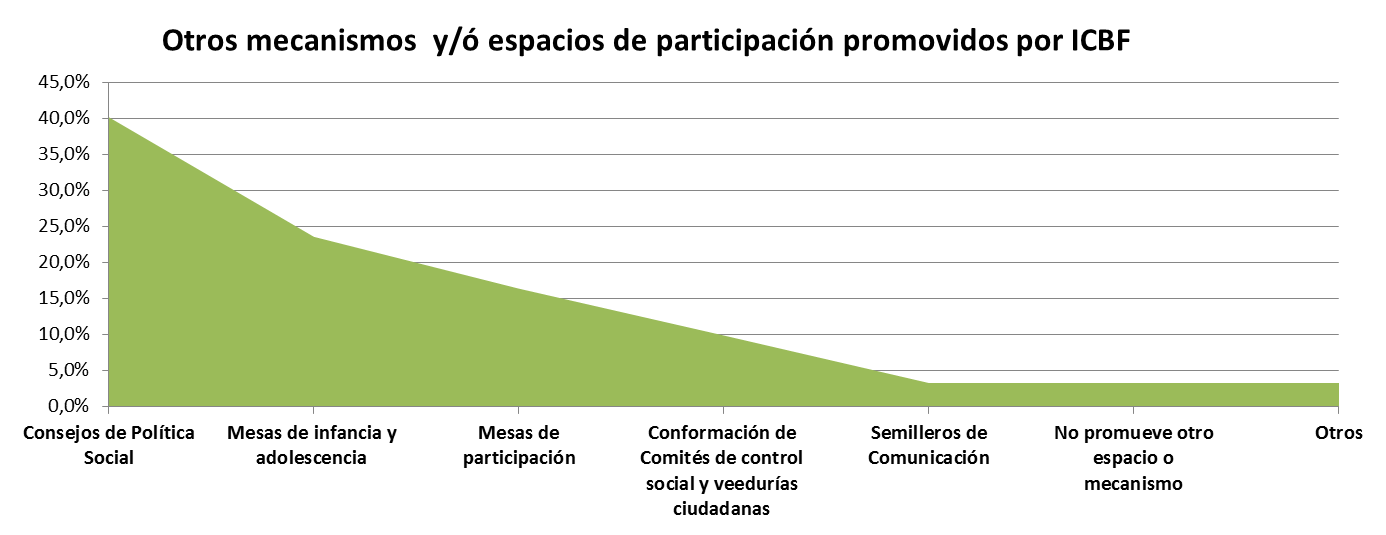 Otros mecanismos  y/ó espacios de participación promovidos por ICBF
45,0%
40,0%
35,0%
30,0%
25,0%
20,0%
15,0%
10,0%
5,0%
0,0%
Consejos de Política
Social
Mesas de infancia y
adolescencia
Mesas de
participación
Conformación de
Comités de control
social y veedurías
ciudadanas
Semilleros de
Comunicación
No promueve otro
espacio o
mecanismo
Otros